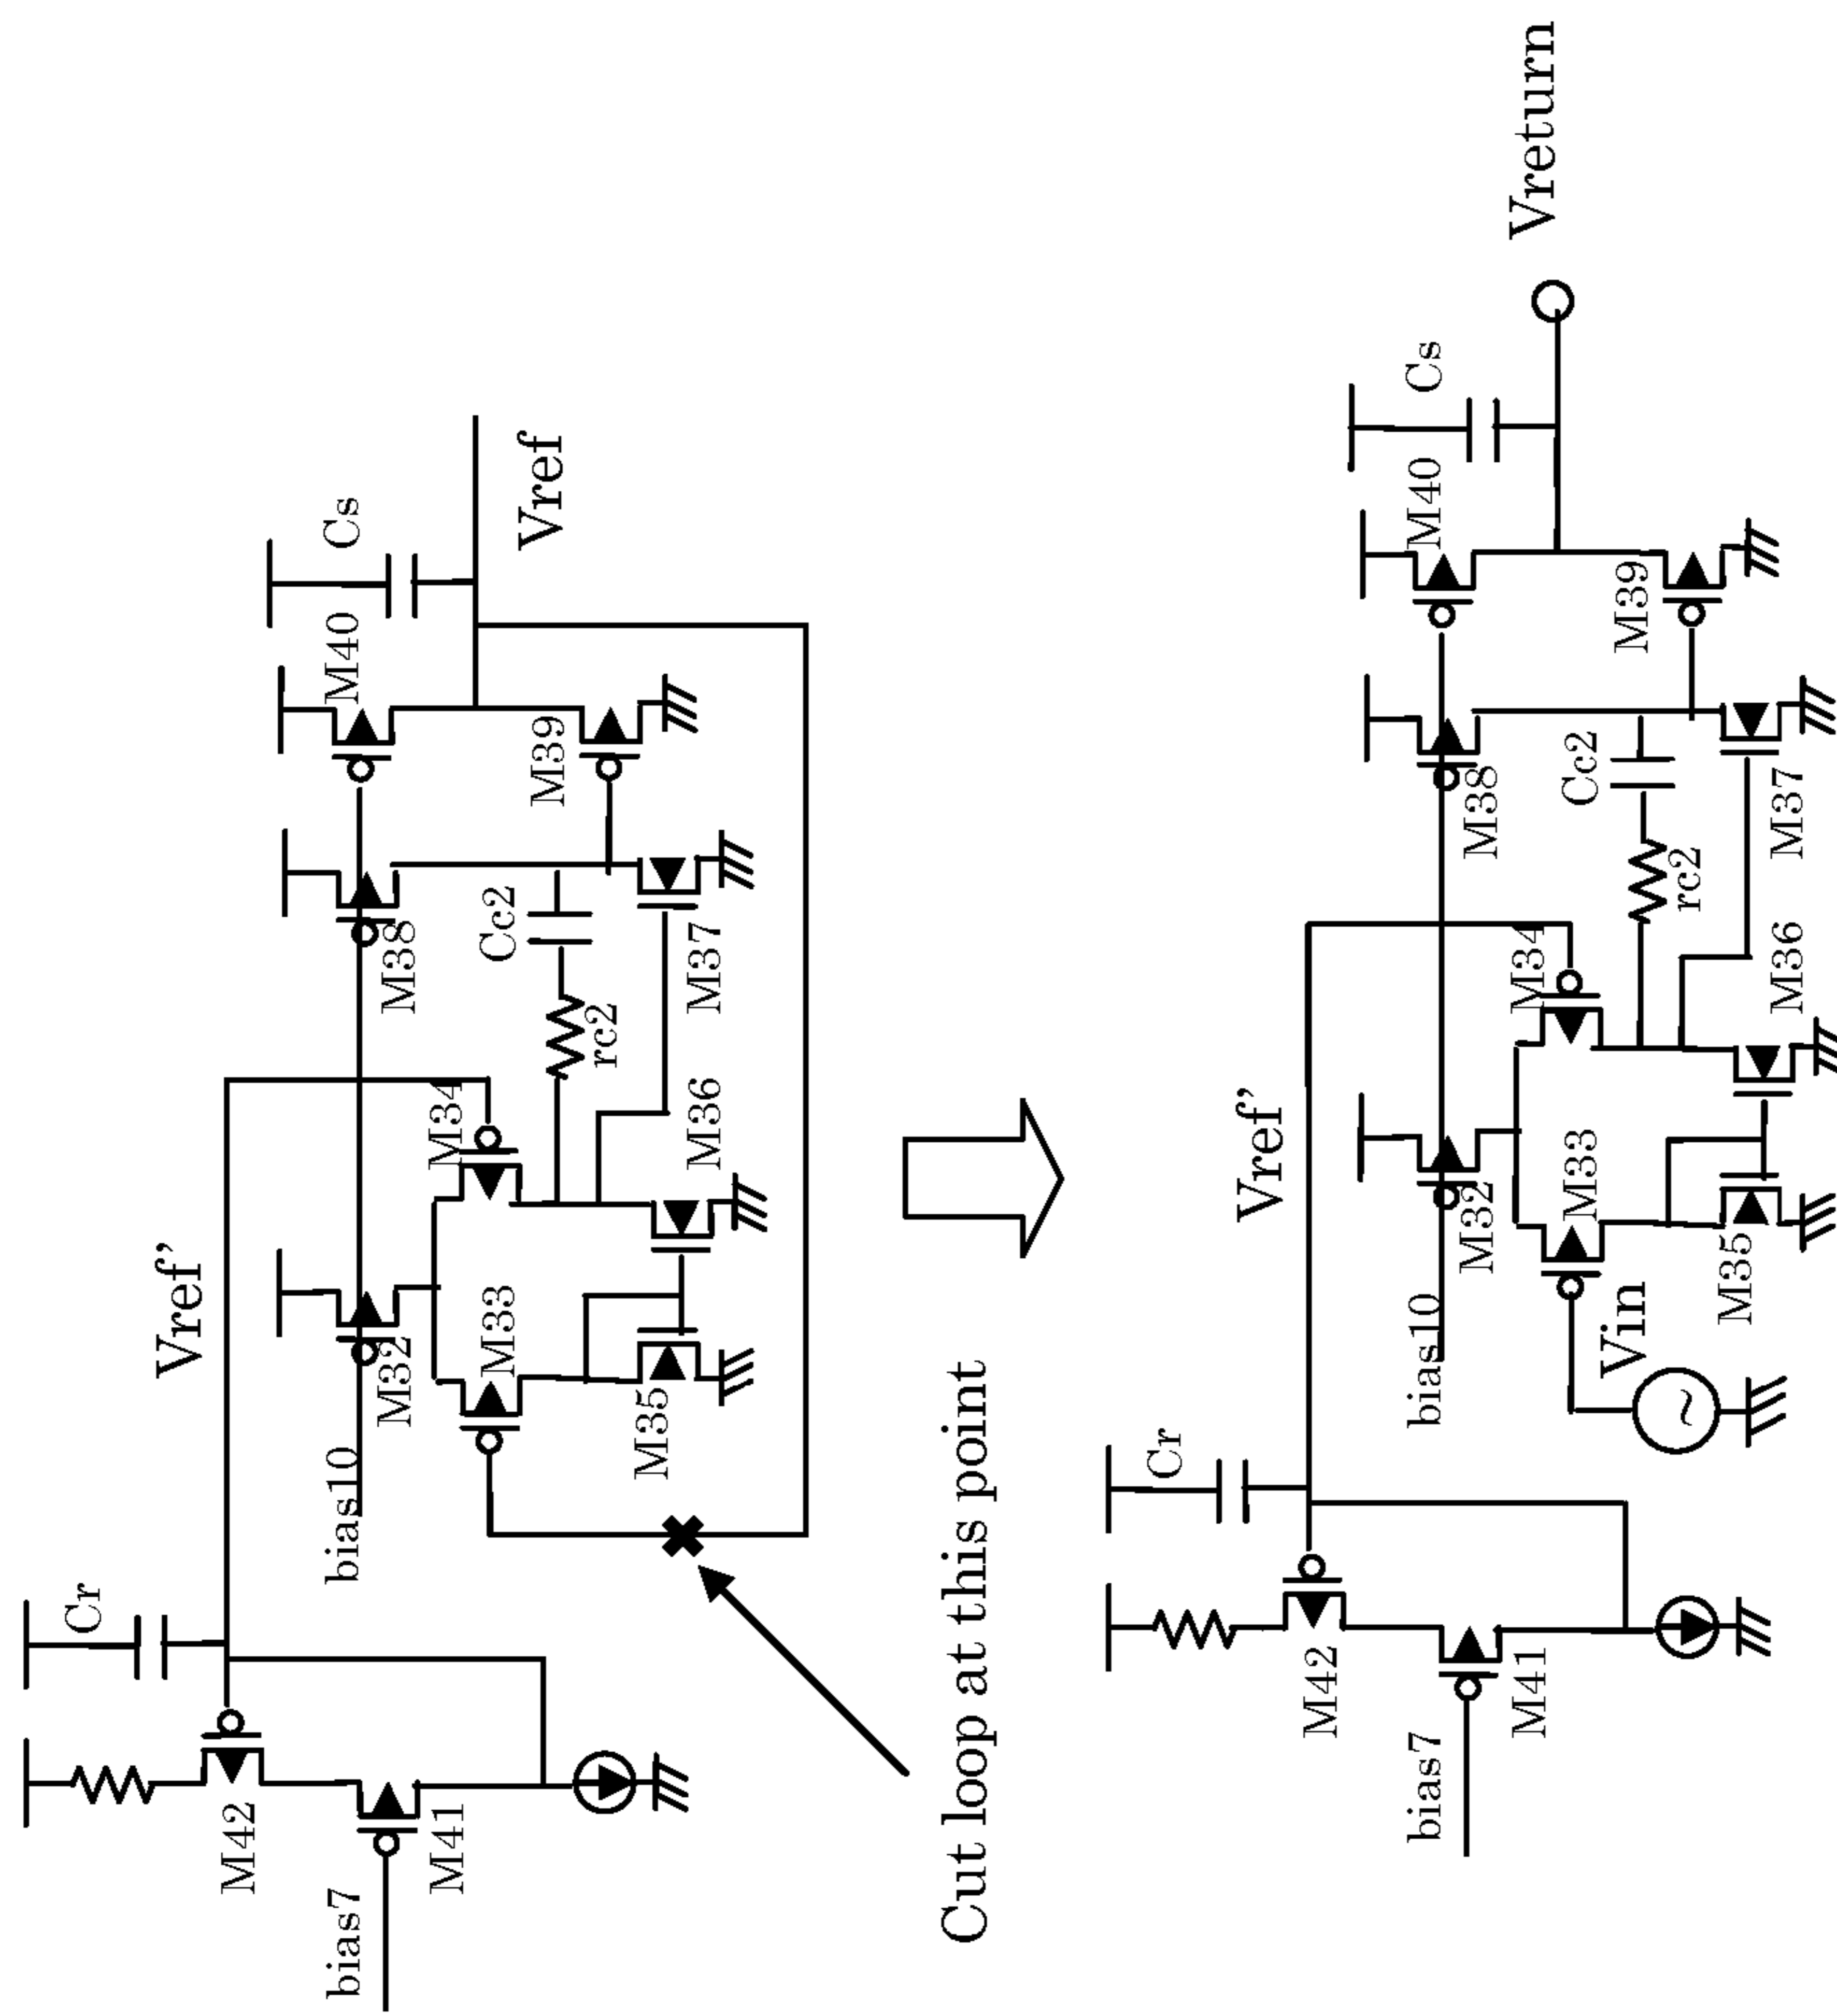 Vref'
Cr
bias10
M32
M38
M40
Cs
Vref
M33
M34
Cc2
rc2
M39
M42
M41
bias7
M35
M36
M37
Cut loop at this point
Vref'
Cr
bias10
M32
M38
M40
Cs
Vreturn
Vin
M33
M34
Cc2
rc2
M39
M42
M41
bias7
M35
M36
M37